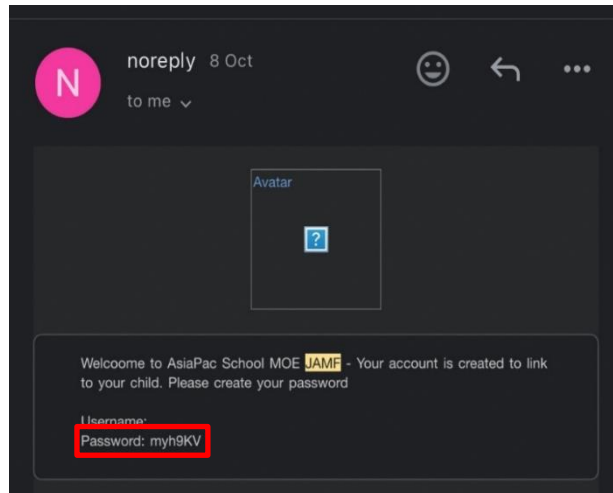 N
noreply 8 Oct
to me
Avatar
?
Welcoome to AsiaPac School MOE JAMF - Your account is created to link
to your child. Please create your password
Username:
Password: myh9KV